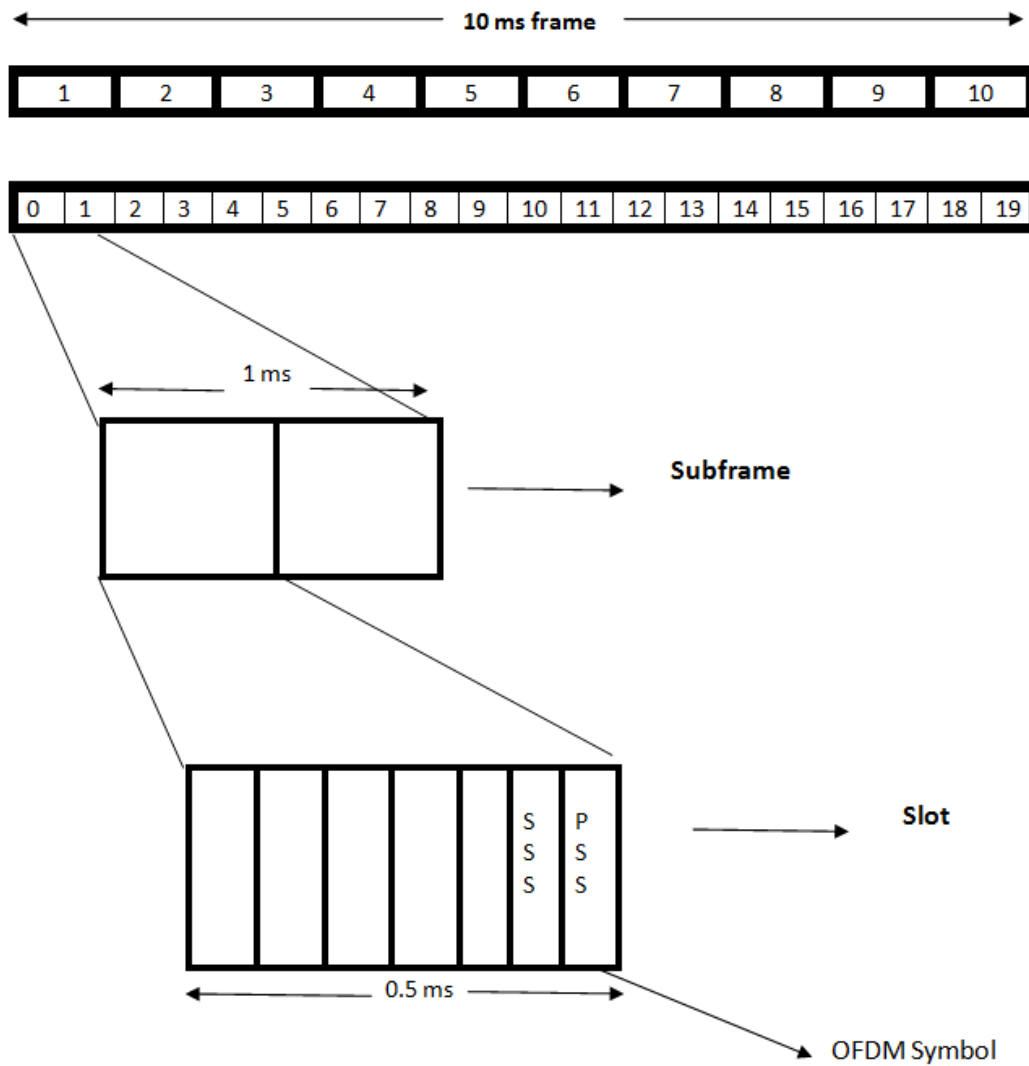 10 ms frame
1 2 3 4 5 6 7 8 9 10
0 1 2 3 4 5 6 7 8 9 10 11 12 13 14 15 16 17 18 19
1 ms
Subframe
S P
S S
S S
Slot
0.5 ms
OFDM Symbol